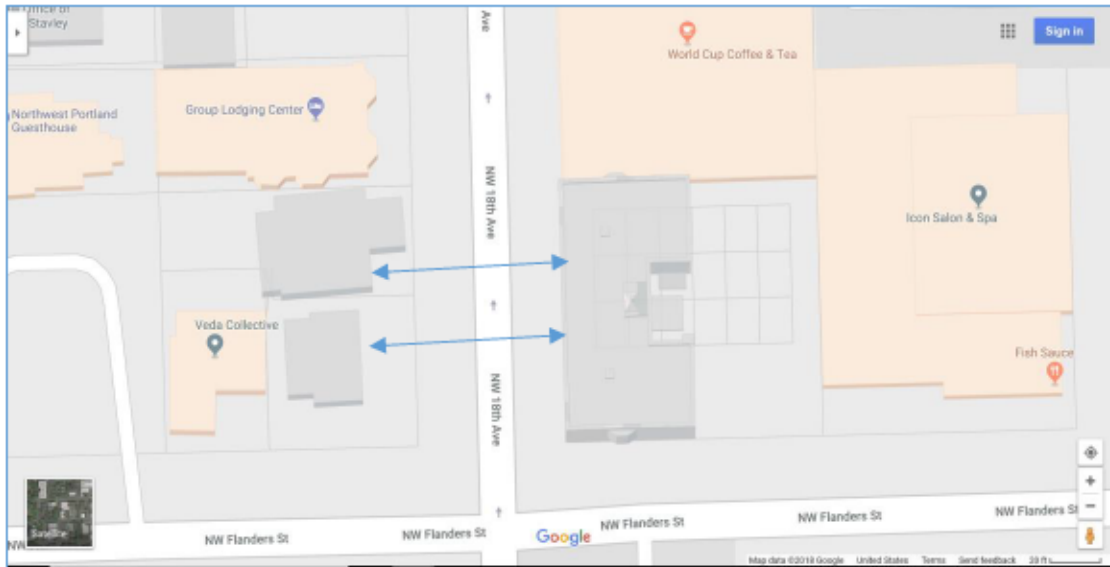 Office of
Stavley
Ave
World Cup Coffee & Tea
Sign in
Group Lodging Center
Northwest Portland
Guesthouse
NW 18th Ave
Icon Salon & Spa
Veda Collective
Fish Sauce
NW 18th Ave
Satellite
NW Flanders St
NW Flanders St
Google
NW Flanders St
NW Flanders St
NW Flanders St
Map data ©2018 Google United States Terms Send feedback 20 ft